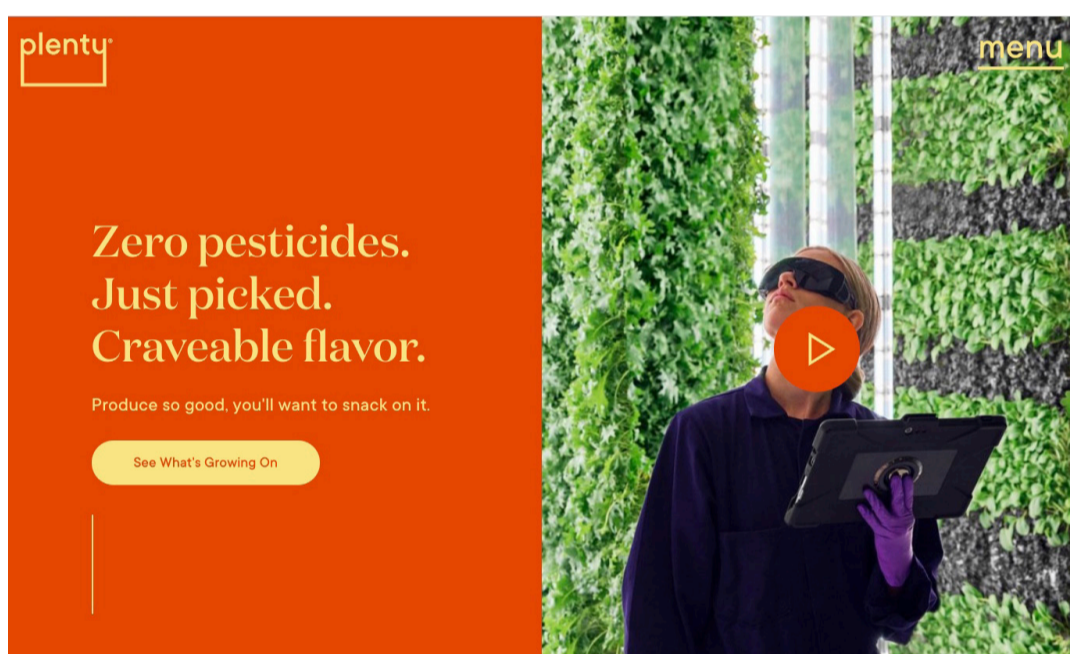 plenty®
menu
Zero pesticides.
Just picked.
Craveable flavor.
Produce so good, you'll want to snack on it.
See What's Growing On